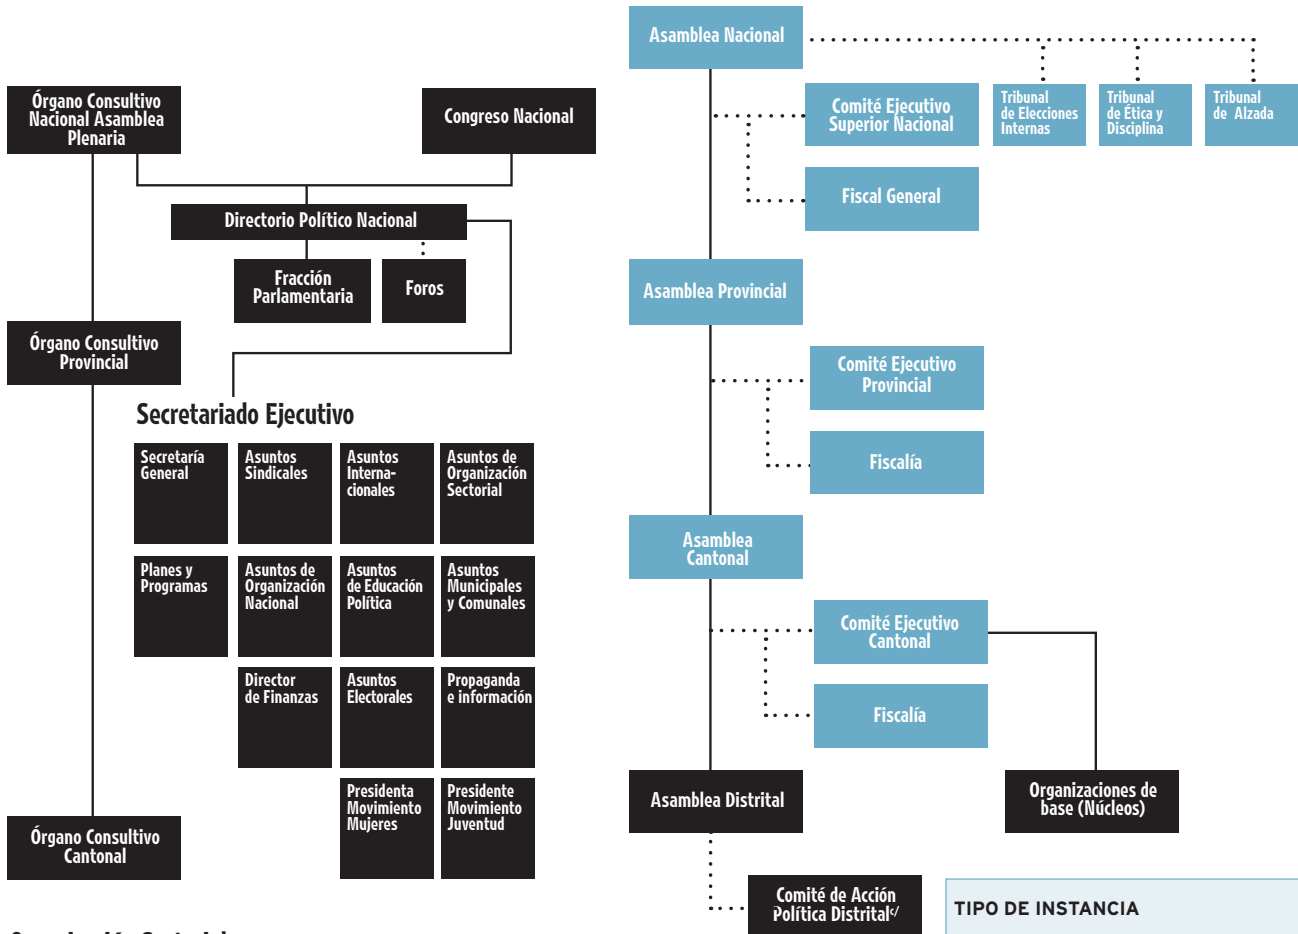 Órgano Consultivo
Nacional Asamblea
Plenaria
Congreso Nacional
Directorio Político Nacional
Fracción
Parlamentaria
Foros
Órgano Consultivo
Provincial
Secretariado Ejecutivo
Secretaría
General
Asuntos
Sindicales
Asuntos
Interna-
cionales
Asuntos de
Organización
Sectorial
Planes y
Programas
Asuntos de
Organización
Nacional
Asuntos
de Educación
Política
Asuntos
Municipales
y Comunales
Director
de Finanzas
Asuntos
Electorales
Propaganda
e información
Presidenta
Movimiento
Mujeres
Presidente
Movimiento
Juventud
Órgano Consultivo
Cantonal
Asamblea Nacional
Comité Ejecutivo
Superior Nacional
Tribunal
de Elecciones
Internas
Tribunal
de Ética y
Disciplina
Tribunal
de Alzada
Fiscal General
Asamblea Provincial
Comité Ejecutivo
Provincial
Fiscalía
Asamblea
Cantonal
Comité Ejecutivo
Cantonal
Fiscalía
Asamblea Distrital
Organizaciones de
base (Núcleos)
Comité de Acción
Política Distrital c/
TIPO DE INSTANCIA